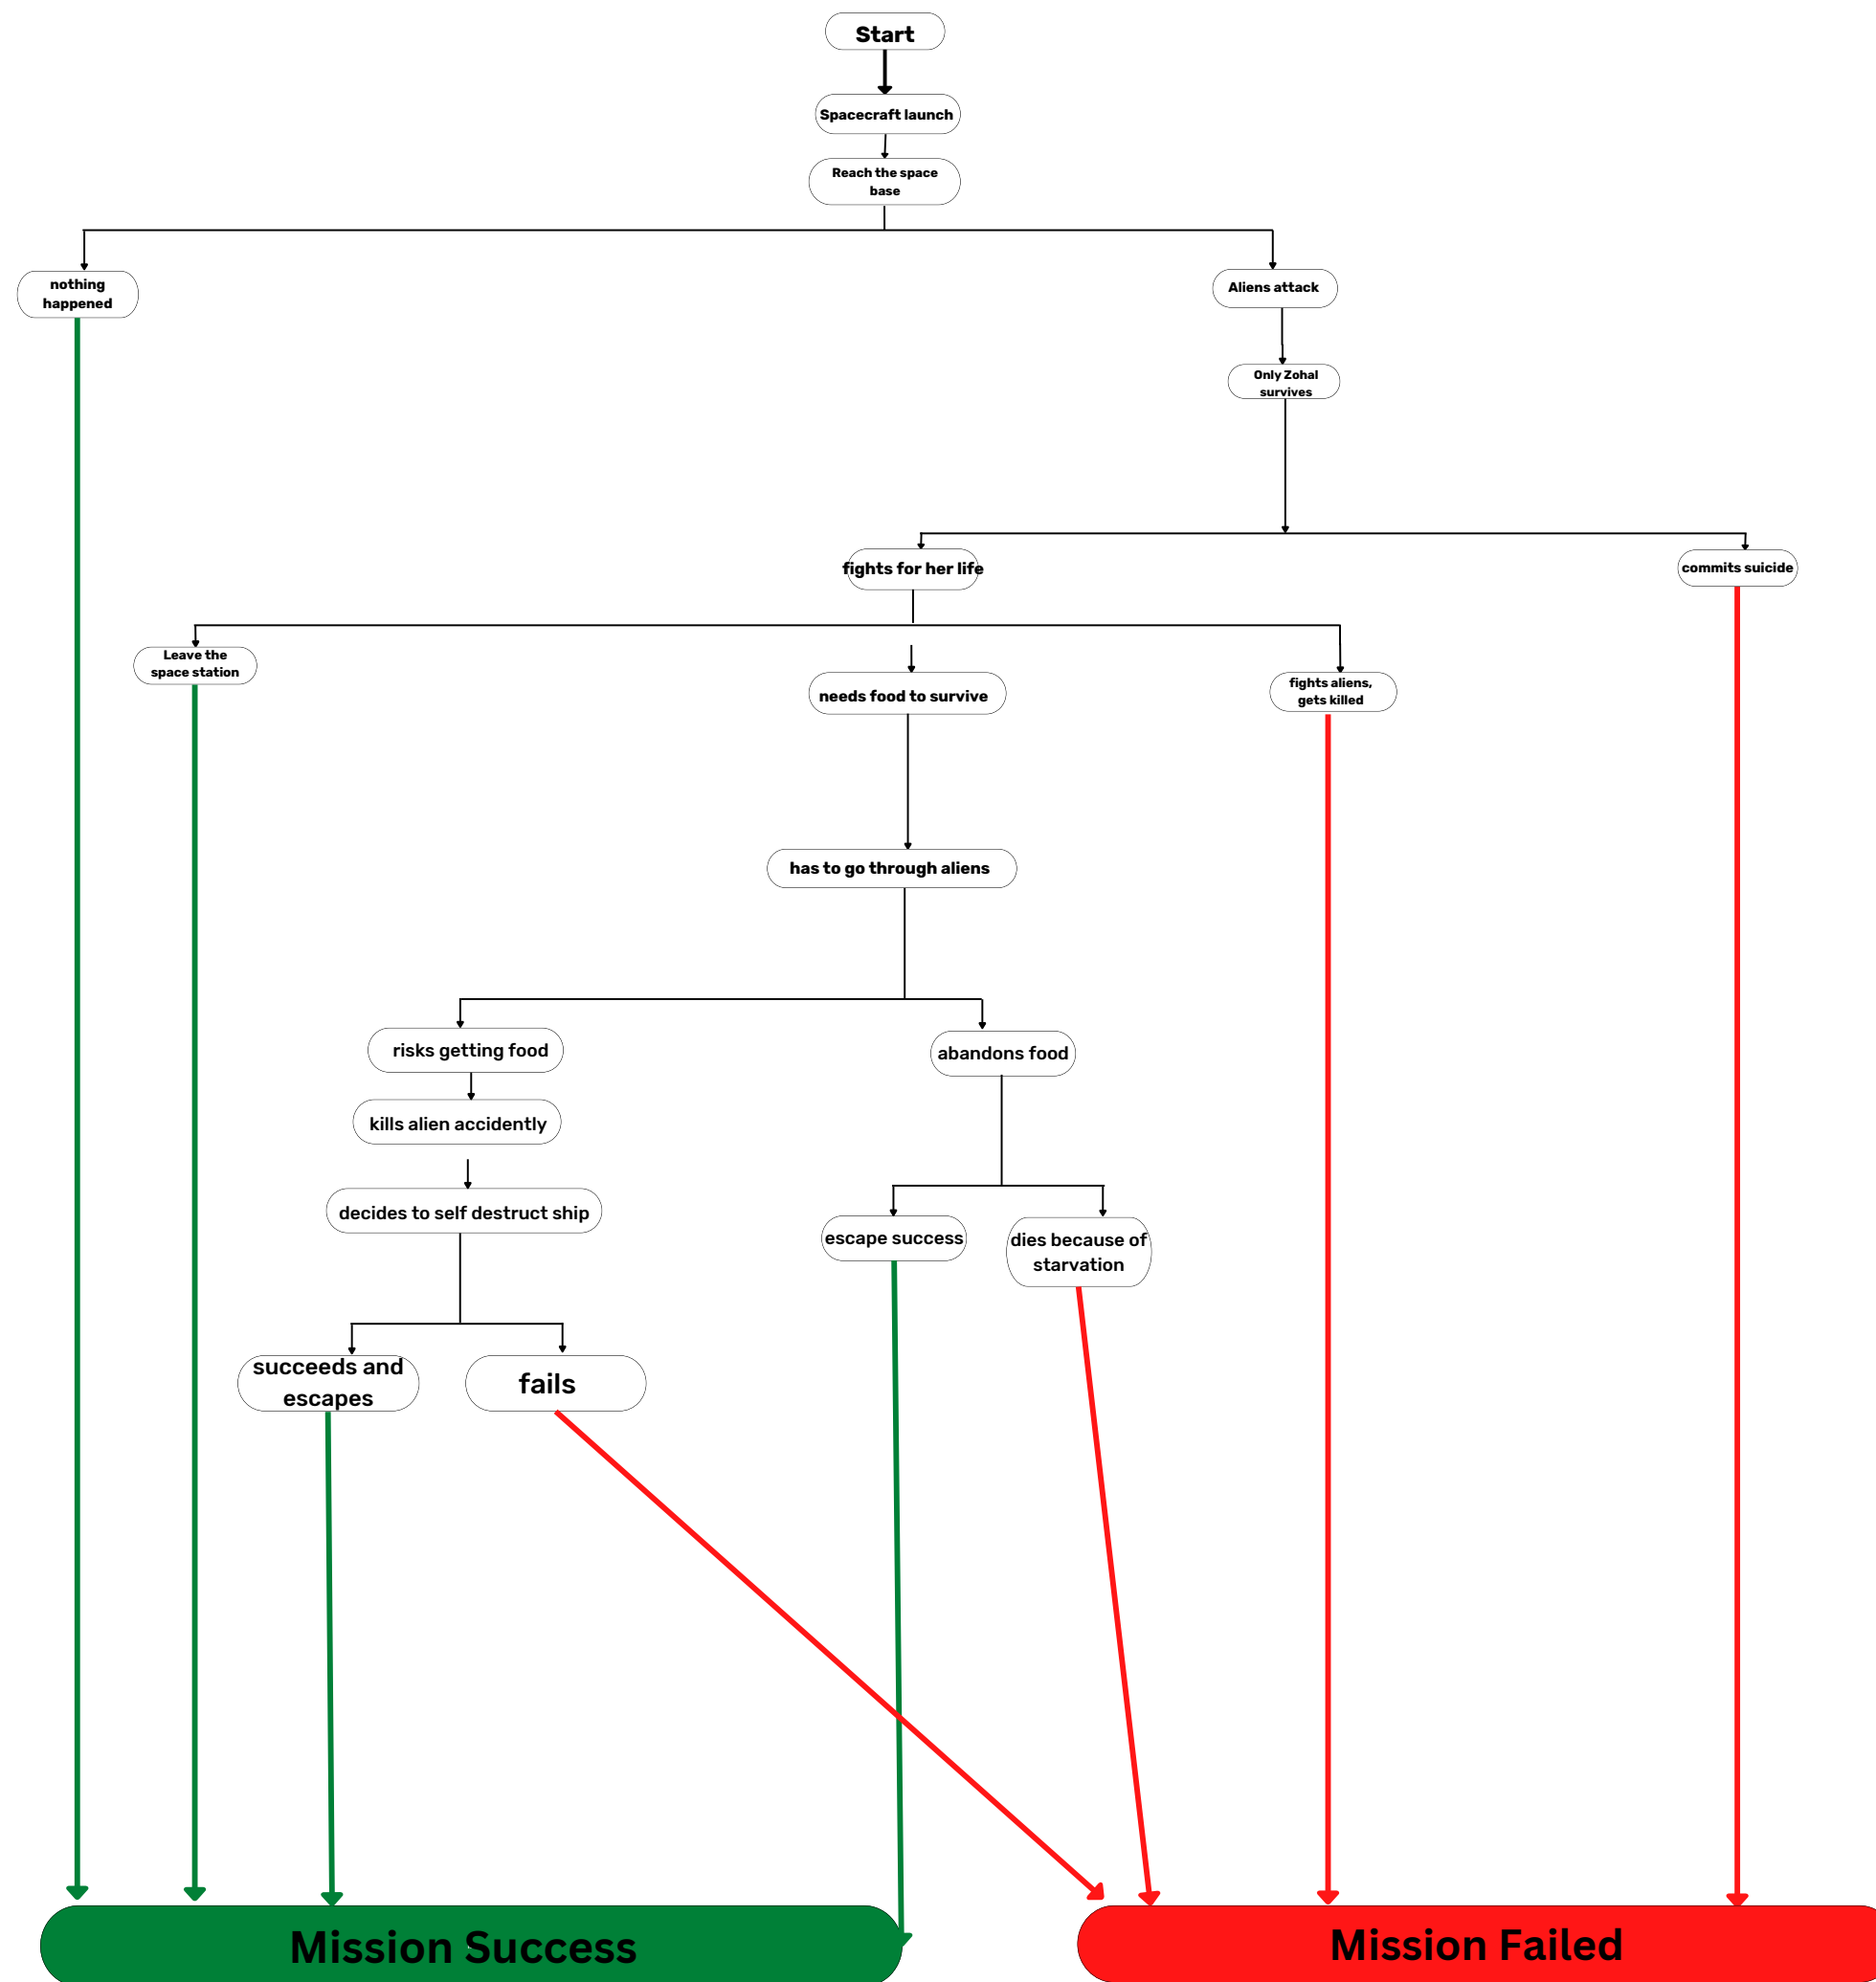 Start
Spacecraft launch
Reach the space
base
nothing
happened
Aliens attack
Only Zohal
survives
fights for her life
commits suicide
Leave the
space station
needs food to survive
fights aliens,
gets killed
has to go through aliens
risks getting food
abandons food
kills alien accidently
decides to self destruct ship
escape success
dies because of
starvation
succeeds and
escapes
fails
Mission Success
Mission Failed